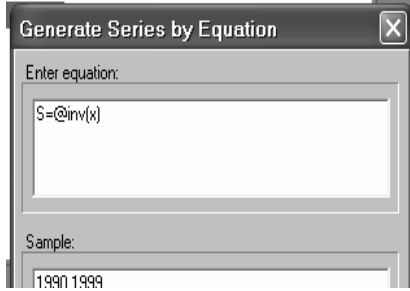 Generate Series by Equation
Enter equation:
S=@inv(x)
Sample:
1990 1999